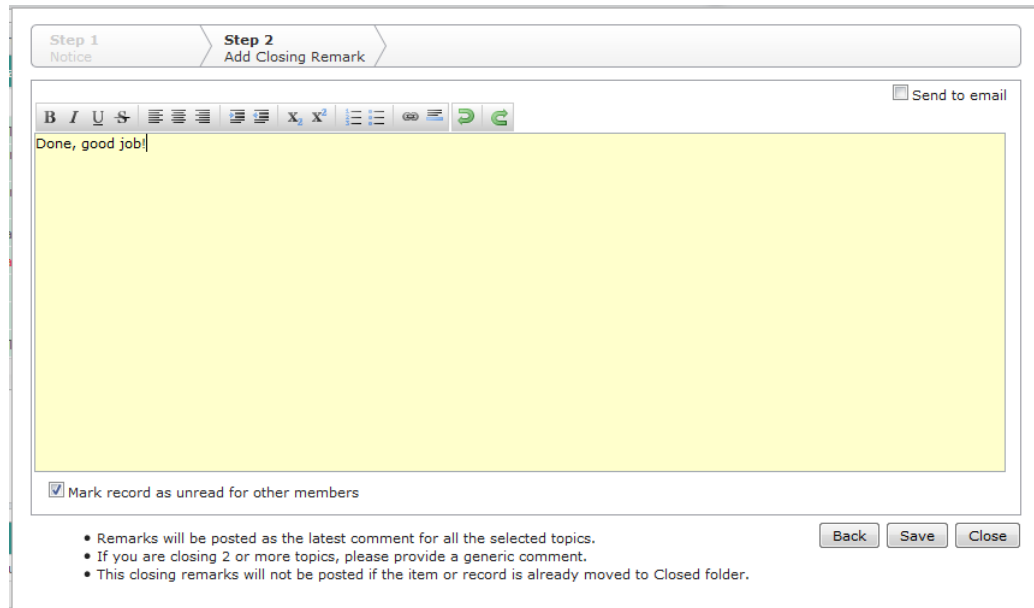 Step 1
Notice
Step 2
Add Closing Remark
Send to email
B I U S X₂ X²
Done, good job!
Mark record as unread for other members
• Remarks will be posted as the latest comment for all the selected topics.
• If you are closing 2 or more topics, please provide a generic comment.
• This closing remarks will not be posted if the item or record is already moved to Closed folder.
Back Save Close